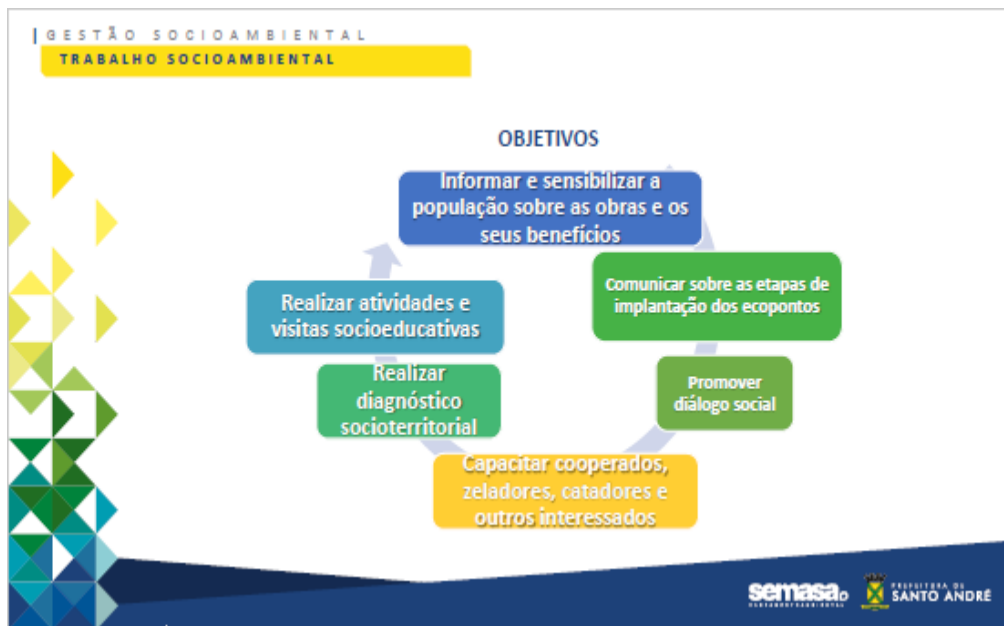 GESTÃO SOCIOAMBIENTAL
TRABALHO SOCIOAMBIENTAL
OBJETIVOS
Informar e sensibilizar a
população sobre as obras e os
seus benefícios
Comunicar sobre as etapas de
implantação dos ecopontos
Promover
diálogo social
Capacitar cooperados,
zeladores, catadores e
outros interessados
Realizar
diagnóstico
socioterritorial
Realizar atividades e
visitas socioeducativas
semasa
PREFEITURA DE
SANTO ANDRÉ